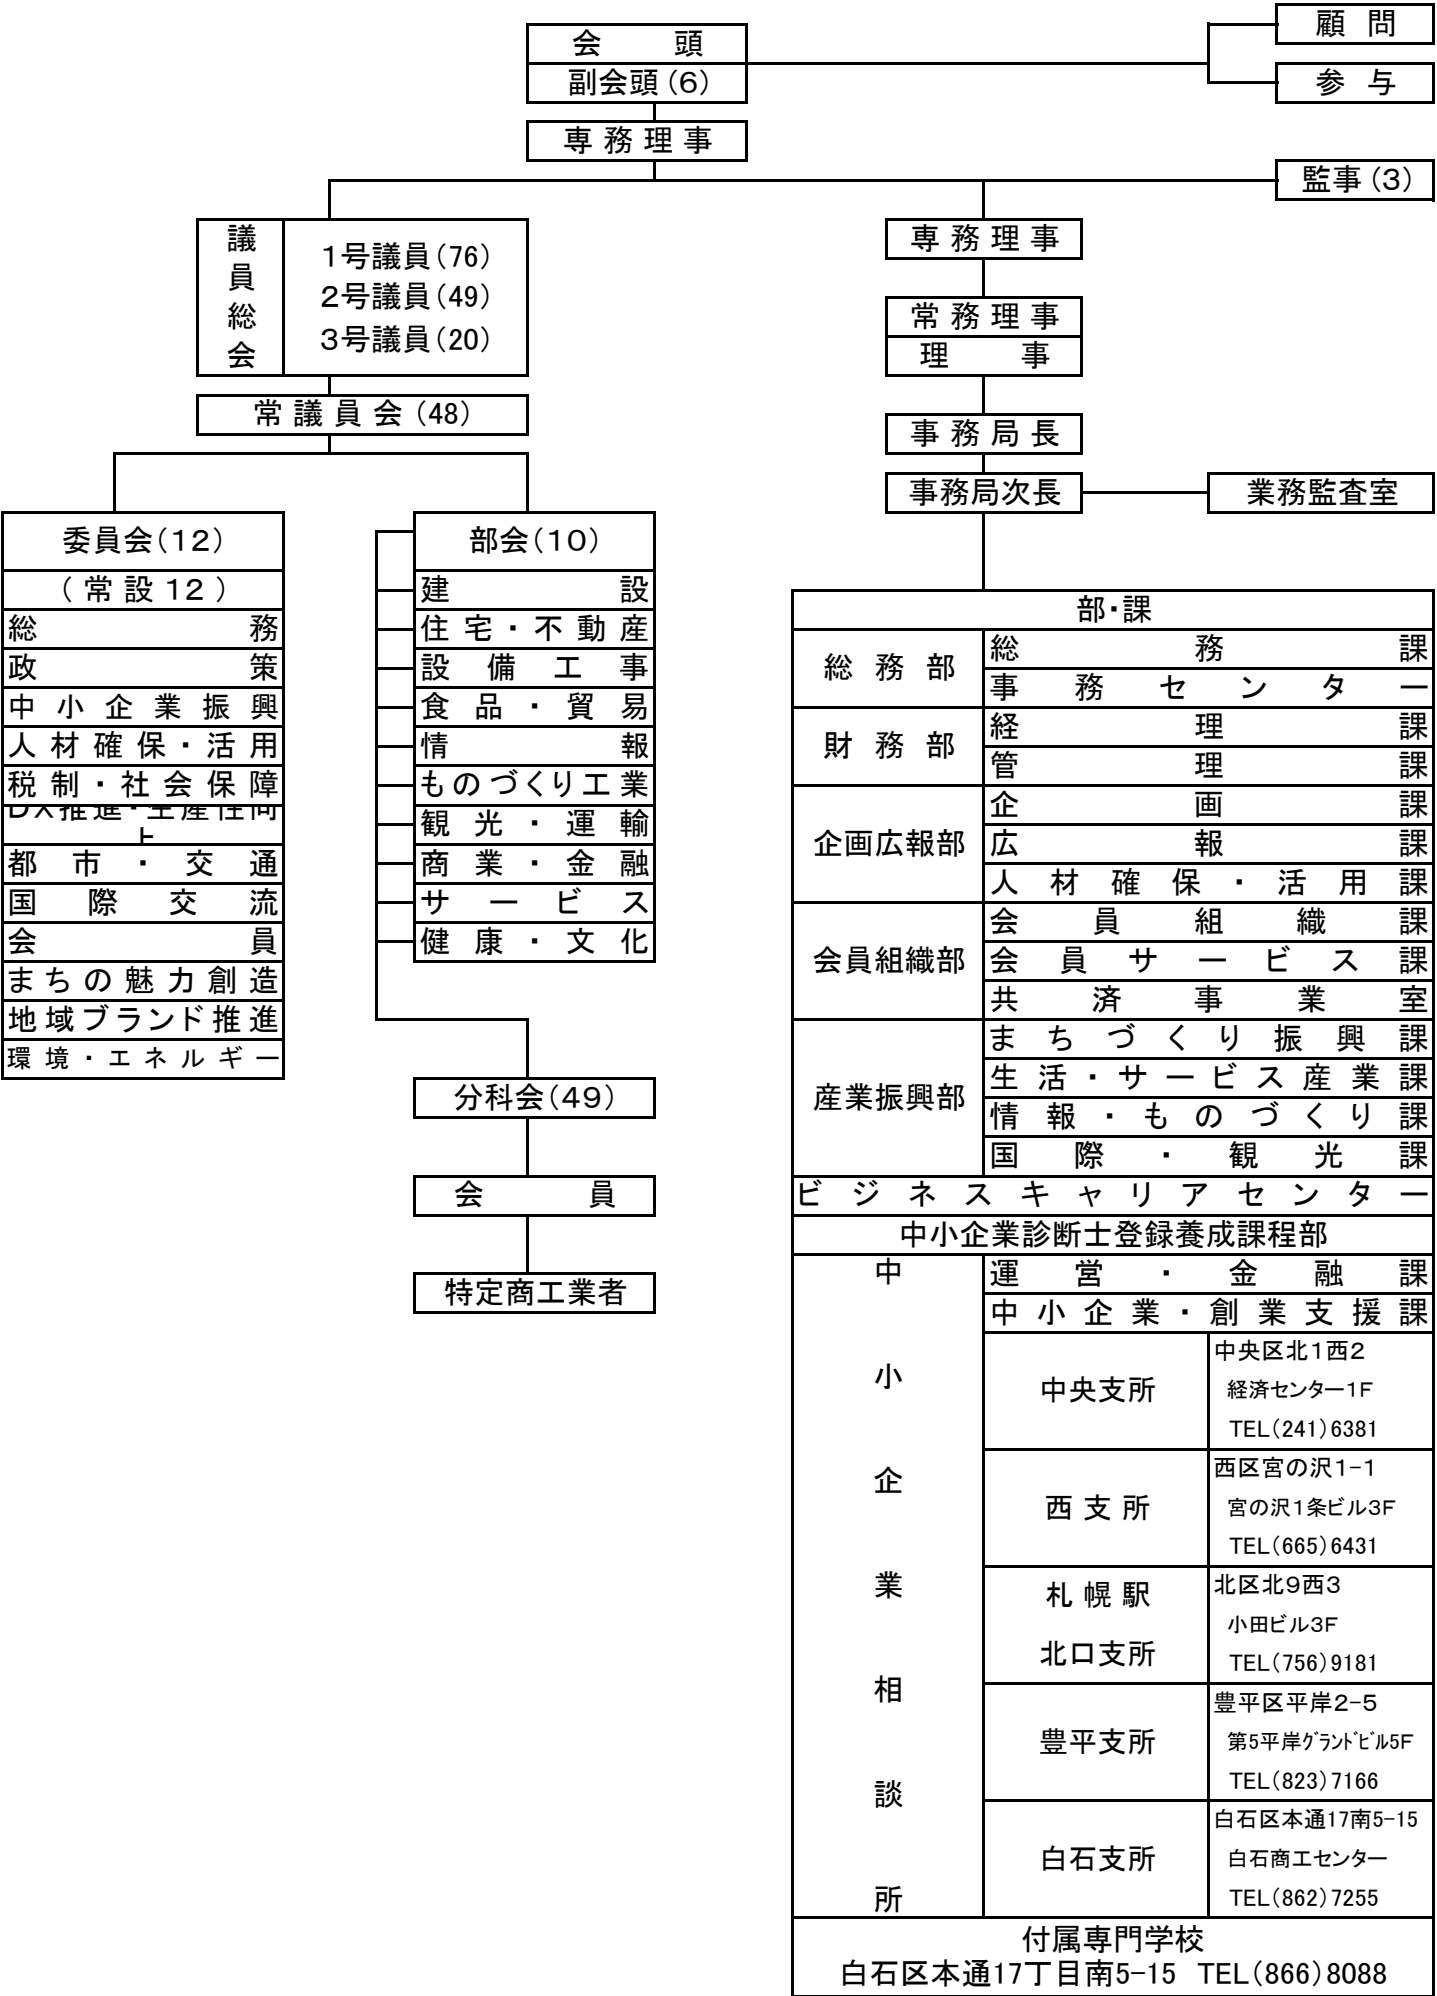 会頭
副会頭(6)
専務理事
顧問
参与
監事(3)
議員総会
1号議員(76)
2号議員(49)
3号議員(20)
常議員会(48)
委員会(12)
(常設12)
総務
政策
中小企業振興
人材確保・活用
税制・社会保障
DX推進・生産性向
上
都市・交通
国際交流
会員
まちの魅力創造
地域ブランド推進
環境・エネルギー
部会(10)
建設
住宅・不動産
設備工事
食品・貿易
情報
ものづくり工業
観光・運輸
商業・金融
サービス
健康・文化
分科会(49)
会員
特定商工業者
専務理事
常務理事
理事
事務局長
事務局次長
業務監査室
部・課
総務部
総務課
事務センター
財務部
経理課
管理課
企画広報部
企画課
広報課
人材確保・活用課
会員組織部
会員組織課
会員サービス課
共済事業室
産業振興部
まちづくり振興課
生活・サービス産業課
情報・ものづくり課
国際・観光課
ビジネスキャリアセンター
中小企業診断士登録養成課程部
中小企業相談所
運営・金融課
中小企業・創業支援課
中央支所
中央区北1西2
経済センター1F
TEL(241)6381
西支所
西区宮の沢1-1
宮の沢1条ビル3F
TEL(665)6431
札幌駅
北口支所
北区北9西3
小田ビル3F
TEL(756)9181
豊平支所
豊平区平岸2-5
第5平岸グランドビル5F
TEL(823)7166
白石支所
白石区本通17南5-15
白石商工センター
TEL(862)7255
付属専門学校
白石区本通17丁目南5-15 TEL(866)8088